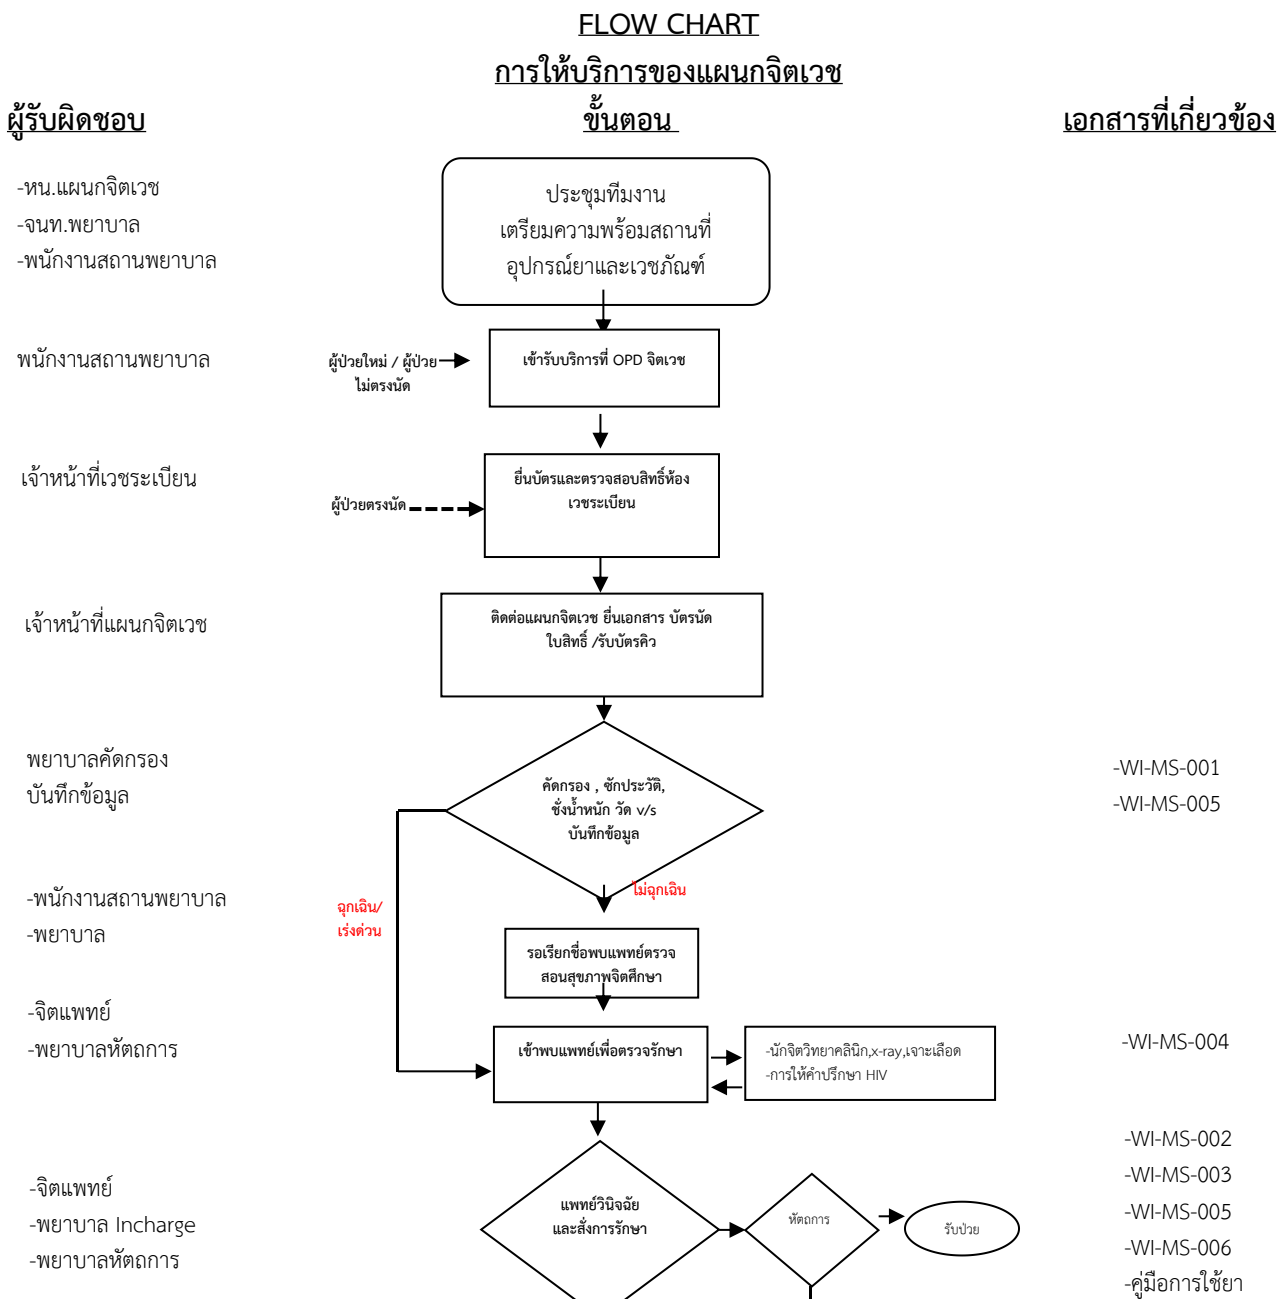 FLOW CHART
การให้บริการของแผนกจิตเวช
ผู้รับผิดชอบ
ขั้นตอน
เอกสารที่เกี่ยวข้อง
-หน.แผนกจิตเวช
-จนท.พยาบาล
-พนักงานสถานพยาบาล
ประชุมทีมงาน
เตรียมความพร้อมสถานที่
อุปกรณ์ยาและเวชภัณฑ์
พนักงานสถานพยาบาล
ผู้ป่วยใหม่ / ผู้ป่วย
ไม่ตรงนัด
เข้ารับบริการที่ OPD จิตเวช
เจ้าหน้าที่เวชระเบียน
ผู้ป่วยตรงนัด
ยื่นบัตรและตรวจสอบสิทธิ์ห้อง
เวชระเบียน
เจ้าหน้าที่แผนกจิตเวช
ติดต่อแผนกจิตเวช ยื่นเอกสาร บัตรนัด
ใบสิทธิ์ /รับบัตรคิว
พยาบาลคัดกรอง
บันทึกข้อมูล
คัดกรอง , ซักประวัติ,
ชั่งน้ำหนัก วัด v/s
บันทึกข้อมูล
-WI-MS-001
-WI-MS-005
ไม่ฉุกเฉิน
ฉุกเฉิน/
เร่งด่วน
-พนักงานสถานพยาบาล
-พยาบาล
รอเรียกชื่อพบแพทย์ตรวจ
สอนสุขภาพจิตศึกษา
-จิตแพทย์
-พยาบาลหัตถการ
เข้าพบแพทย์เพื่อตรวจรักษา
-นักจิตวิทยาคลินิก,x-ray,เจาะเลือด
-การให้คำปรึกษา HIV
-WI-MS-004
-จิตแพทย์
-พยาบาล Incharge
-พยาบาลหัตถการ
แพทย์วินิจฉัย
และสั่งการรักษา
หัตถการ
รับป่วย
-WI-MS-002
-WI-MS-003
-WI-MS-005
-WI-MS-006
-คู่มือการใช้ยา